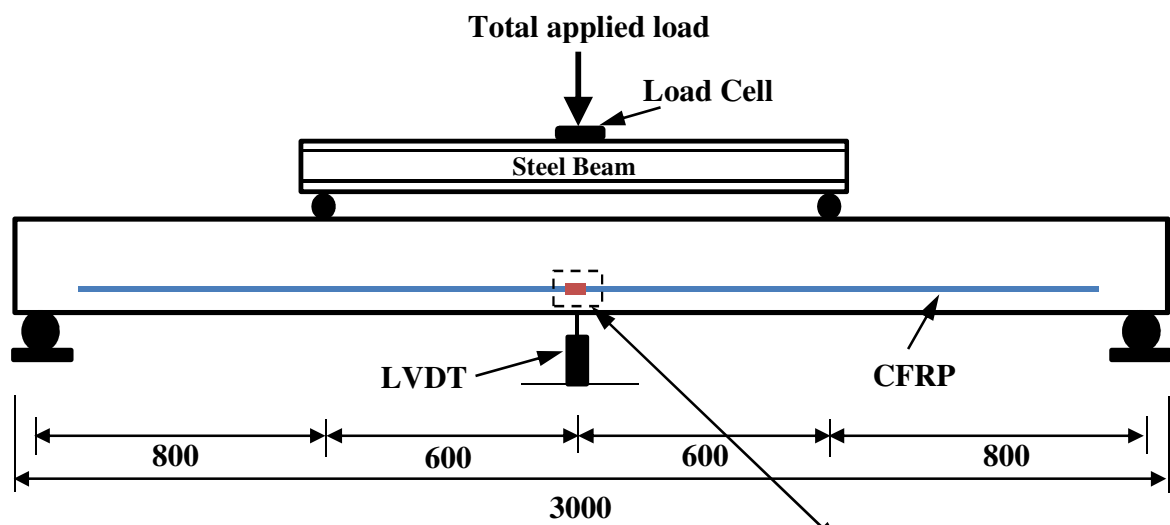 Total applied load
Load Cell
Steel Beam
LVDT
CFRP
800
600
600
800
3000